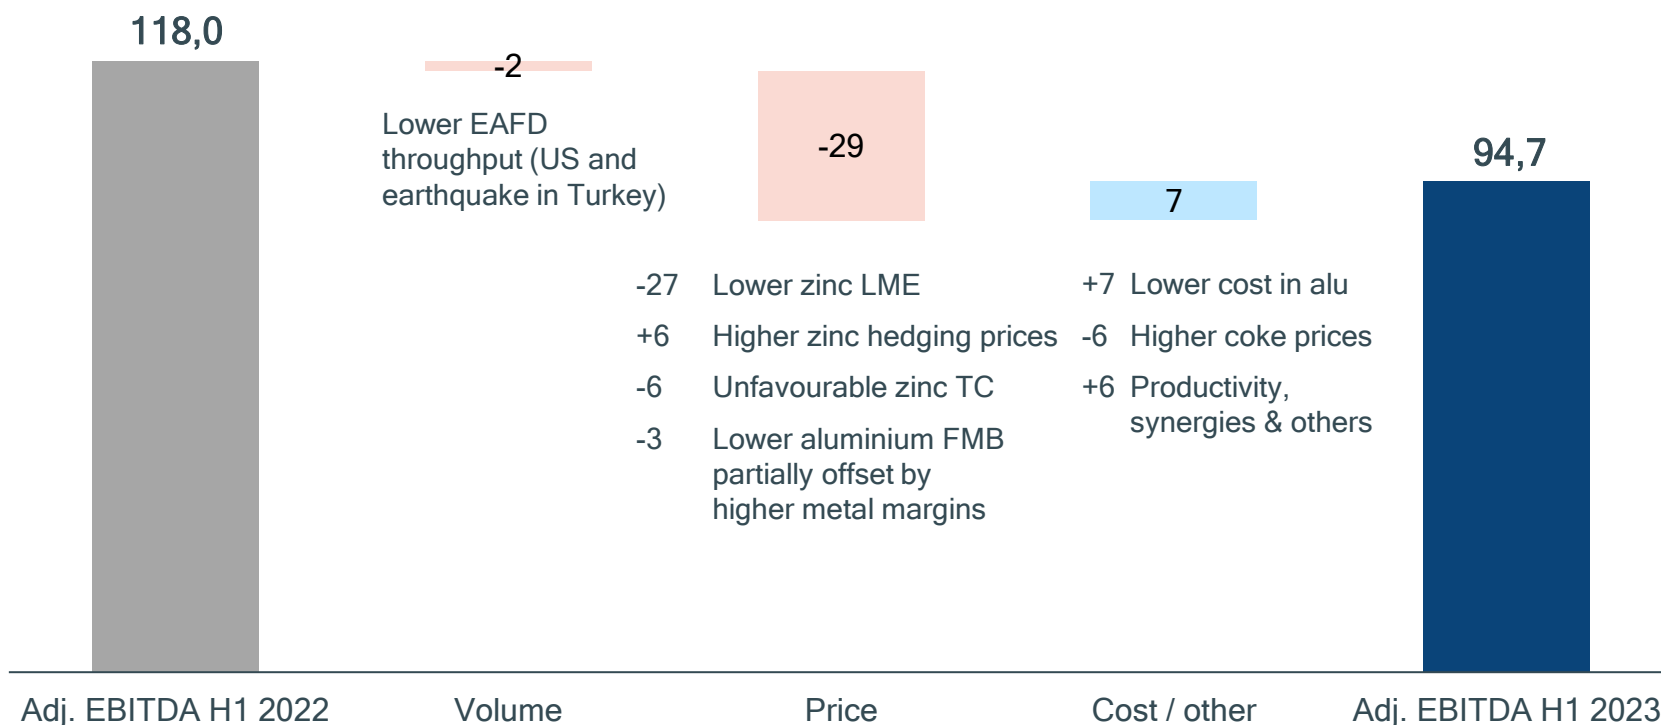 118,0
-2
Lower EAFD
throughput (US and
earthquake in Turkey)
-29
7
94,7
-27 Lower zinc LME
+6 Higher zinc hedging prices
-6 Unfavourable zinc TC
-3 Lower aluminium FMB
partially offset by
higher metal margins
+7 Lower cost in alu
-6 Higher coke prices
+6 Productivity,
synergies & others
Adj. EBITDA H1 2022
Volume
Price
Cost / other
Adj. EBITDA H1 2023